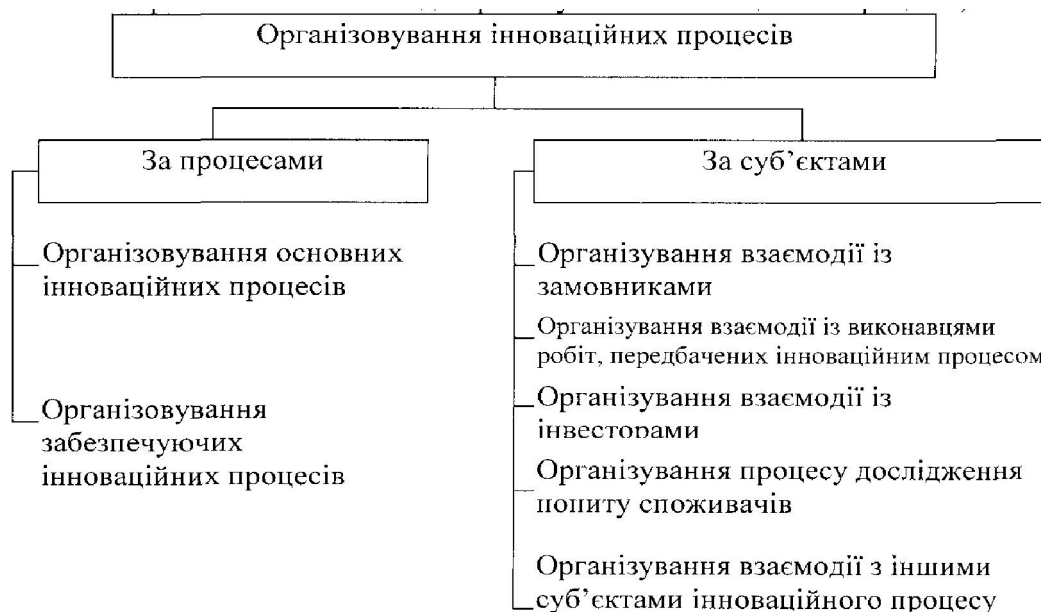 Організовування інноваційних процесів
За процесами
Організовування основних
інноваційних процесів
Організовування
забезпечуючих
інноваційних процесів
За суб’єктами
Організування взаємодії із
замовниками
Організування взаємодії із виконавцями
робіт, передбачених інноваційним процесом
Організування взаємодії із
інвесторами
Організування процесу дослідження
попиту споживачів
Організування взаємодії з іншими
суб’єктами інноваційного процесу